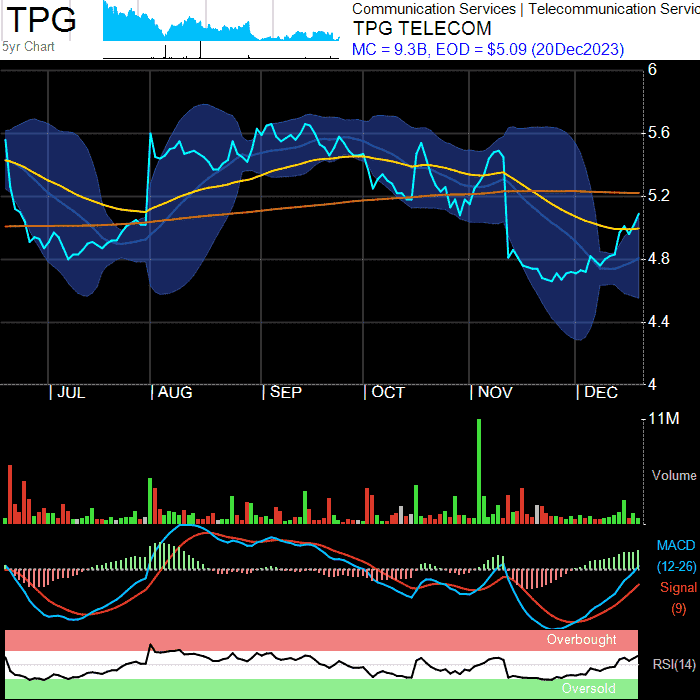 TPG
5yr Chart
Communication Services | Telecommunication Servic
TPG TELECOM
MC = 9.3B, EOD = $5.09 (20Dec2023)
6
5.6
5.2
4.8
4.4
4
| JUL | AUG | SEP | OCT | NOV | DEC
11M
Volume
MACD
(12-26)
Signal
(9)
Overbought
RSI(14)
Oversold